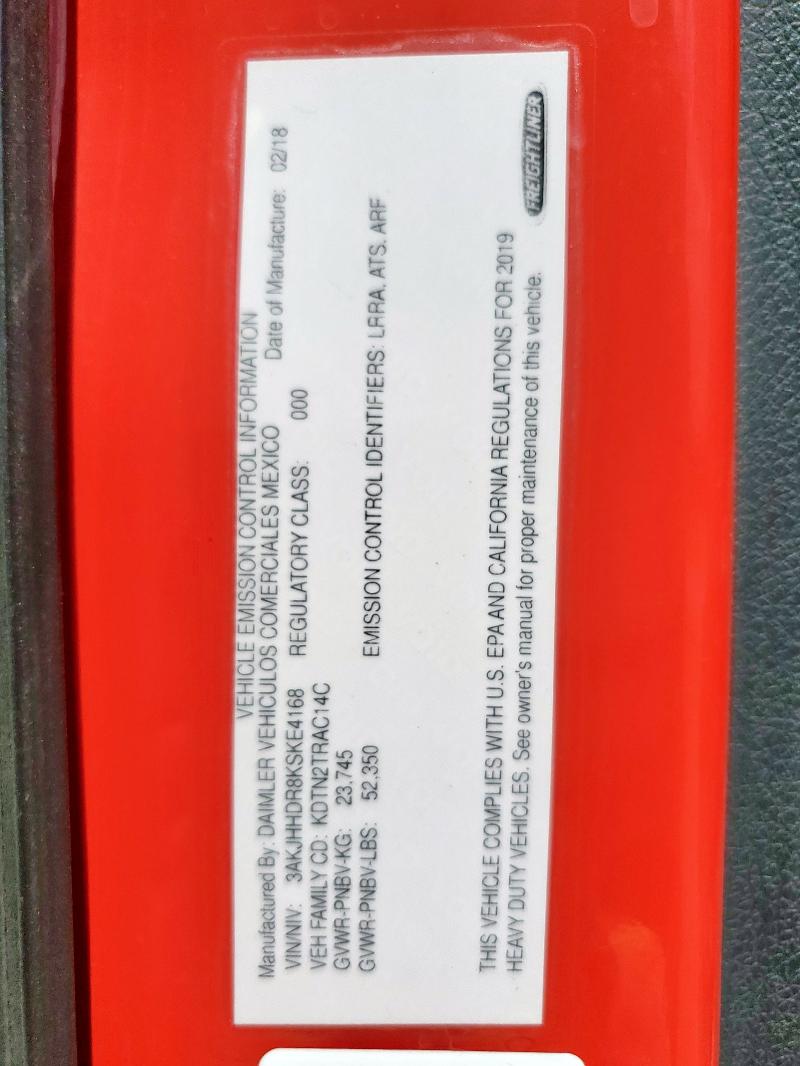 VEHICLE EMISSION CONTROL INFORMATION
Manufactured By: DAIMLER VEHICULOS COMERCIALES MEXICO Date of Manufacture: 02/18
VIN/NIV: 3AKJHHDR8KSKE4168 REGULATORY CLASS: 000
VEH FAMILY CD: KDTN2TRAC14C
GVWR-PNBV-KG: 23,745
GVWR-PNBV-LBS: 52,350 EMISSION CONTROL IDENTIFIERS: LRRA, ATS, ARF
THIS VEHICLE COMPLIES WITH U.S. EPA AND CALIFORNIA REGULATIONS FOR 2019
HEAVY DUTY VEHICLES. See owner's manual for proper maintenance of this vehicle.
FREIGHTLINER